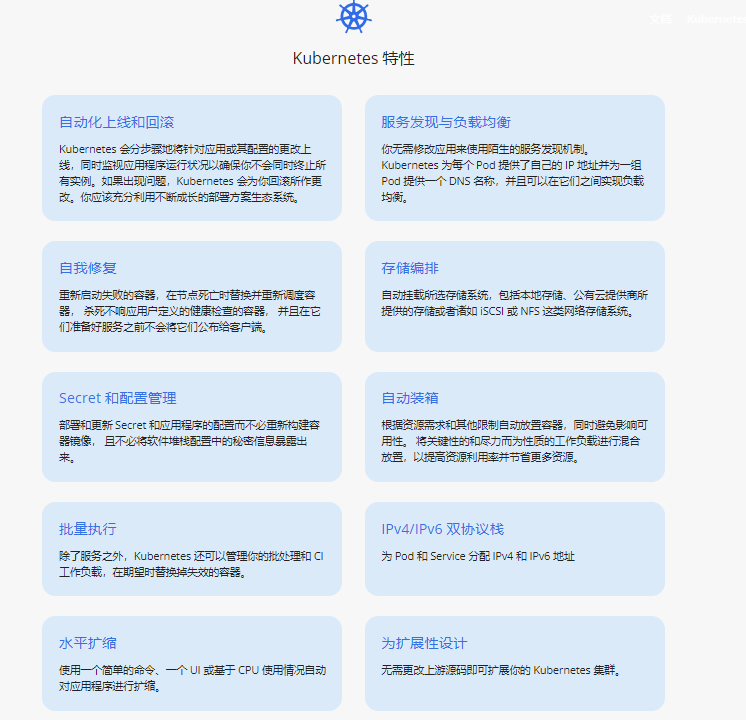 文档 Kubernetes
Kubernetes 特性
自动化上线和回滚
Kubernetes 会分步骤地将针对应用或其配置的更改上
线，同时监视应用程序运行状况以确保你不会同时终止所
有实例。如果出现问题，Kubernetes 会为你回滚所作更
改。你应该充分利用不断成长的部署方案生态系统。
服务发现与负载均衡
你无需修改应用来使用陌生的服务发现机制。
Kubernetes 为每个 Pod 提供了自己的 IP 地址并为一组
Pod 提供一个 DNS 名称，并且可以在它们之间实现负载
均衡。
自我修复
重新启动失败的容器，在节点死亡时替换并重新调度容
器， 杀死不响应用户定义的健康检查的容器， 并且在它
们准备好服务之前不会将它们公布给客户端。
存储编排
自动挂载所选存储系统，包括本地存储、公有云提供商所
提供的存储或者诸如 iSCSI 或 NFS 这类网络存储系统。
Secret 和配置管理
部署和更新 Secret 和应用程序的配置而不必重新构建容
器镜像， 且不必将软件堆栈配置中的秘密信息暴露出
来。
自动装箱
根据资源需求和其他限制自动放置容器，同时避免影响可
用性。 将关键性的和尽力而为性质的工作负载进行混合
放置，以提高资源利用率并节省更多资源。
批量执行
除了服务之外，Kubernetes 还可以管理你的批处理和 CI
工作负载，在期望时替换掉失效的容器。
IPv4/IPv6 双协议栈
为 Pod 和 Service 分配 IPv4 和 IPv6 地址
水平扩缩
使用一个简单的命令、一个 UI 或基于 CPU 使用情况自动
对应用程序进行扩缩。
为扩展性设计
无需更改上游源码即可扩展你的 Kubernetes 集群。